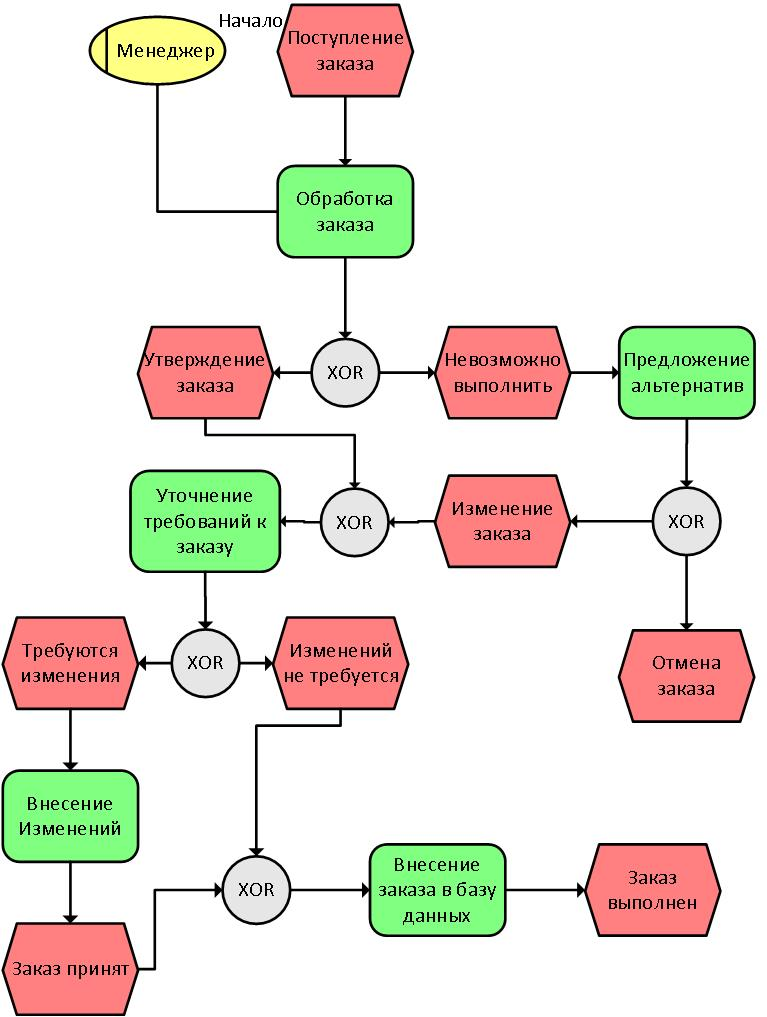 Начало
Менеджер
Поступление
заказа
Обработка
заказа
Утверждение
заказа
XOR
Невозможно
выполнить
Предложение
альтернатив
Уточнение
требований к
заказу
XOR
Изменение
заказа
XOR
Требуются
изменения
XOR
Изменений
не требуется
Отмена
заказа
Внесение
Изменений
XOR
Внесение
заказа в базу
данных
Заказ
выполнен
Заказ принят